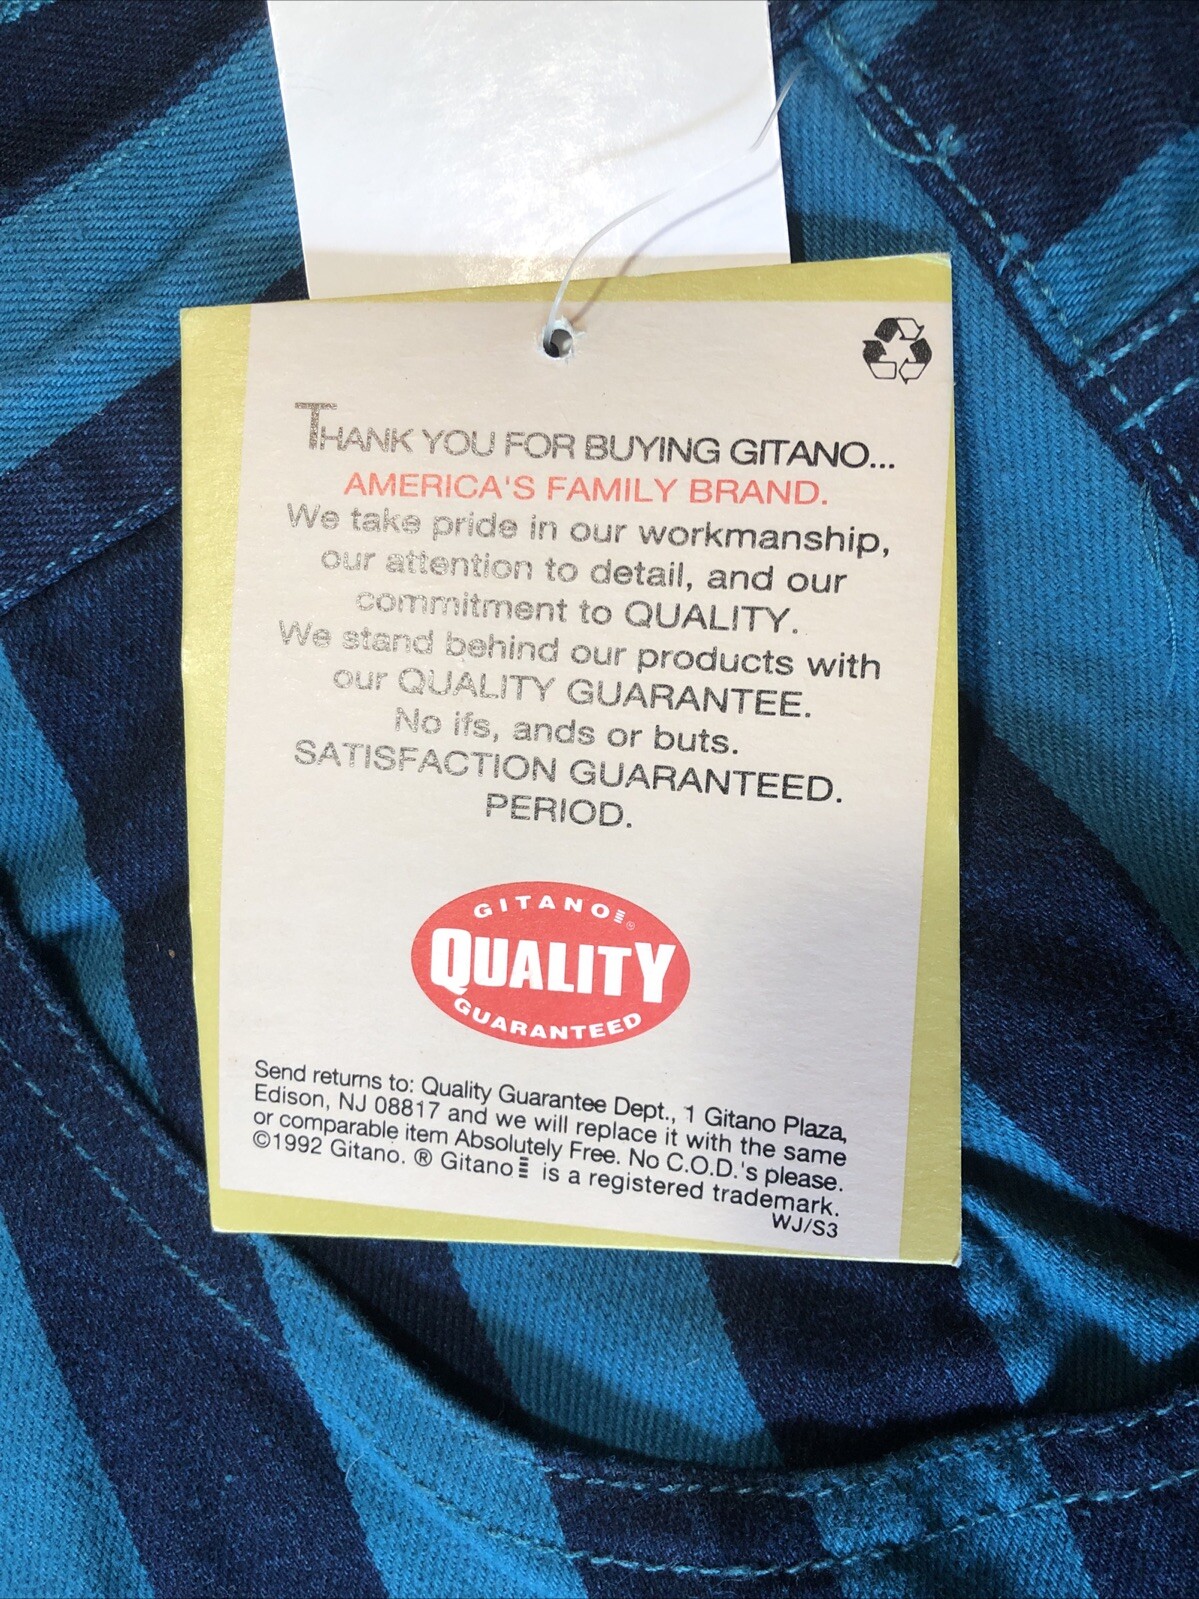 THANK YOU FOR BUYING GITANO...
AMERICA'S FAMILY BRAND.
We take pride in our workmanship,
our attention to detail, and our
commitment to QUALITY.
We stand behind our products with
our QUALITY GUARANTEE.
No ifs, ands or buts.
SATISFACTION GUARANTEED.
PERIOD.
GITANO ®
QUALITY
GUARANTEED
Send returns to: Quality Guarantee Dept., 1 Gitano Plaza,
Edison, NJ 08817 and we will replace it with the same
or comparable item Absolutely Free. No C.O.D.'s please.
©1992 Gitano. ® Gitano is a registered trademark.
WJ/S3